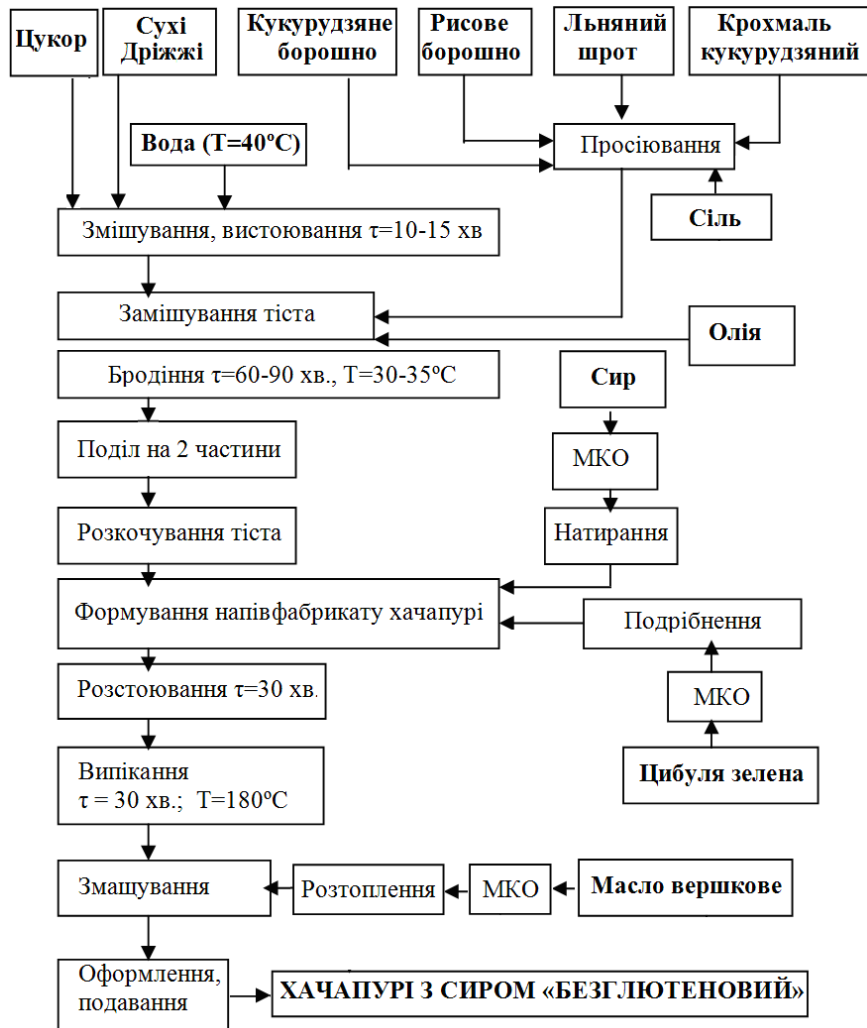 Цукор
Сухі
Дріжжі
Кукурудзяне
борошно
Рисове
борошно
Льняний
шрот
Крохмаль
кукурудзяний
Вода (Т=40ºС)
Просіювання
Сіль
Змішування, вистоювання τ=10-15 хв
Замішування тіста
Олія
Бродіння τ=60-90 хв., Т=30-35ºС
Сир
Поділ на 2 частини
МКО
Розкочування тіста
Натирання
Формування напівфабрикату хачапурі
Подрібнення
Розстоювання τ=30 хв.
МКО
Цибуля зелена
Випікання
τ = 30 хв.; Т=180ºС
Змащування
Розтоплення
МКО
Масло вершкове
Оформлення,
подавання
ХАЧАПУРІ З СИРОМ «БЕЗГЛЮТЕНОВИЙ»